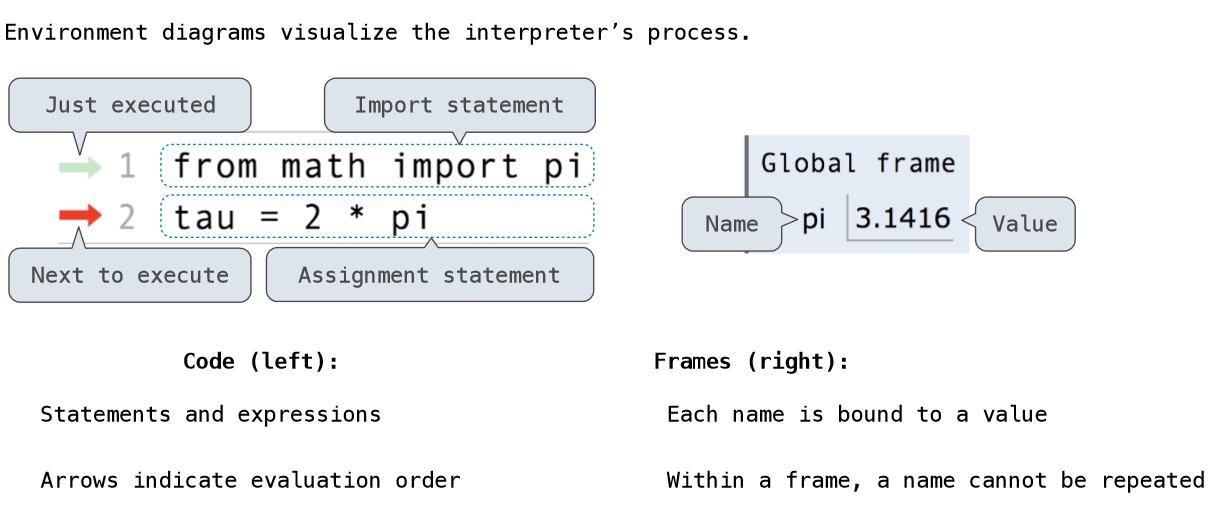 Environment diagrams visualize the interpreter’s process.
Just executed
Import statement
1 from math import pi
2 tau = 2 * pi
Next to execute
Assignment statement
Global frame
Name
pi 3.1416
Value
Code (left):
Statements and expressions
Arrows indicate evaluation order
Frames (right):
Each name is bound to a value
Within a frame, a name cannot be repeated